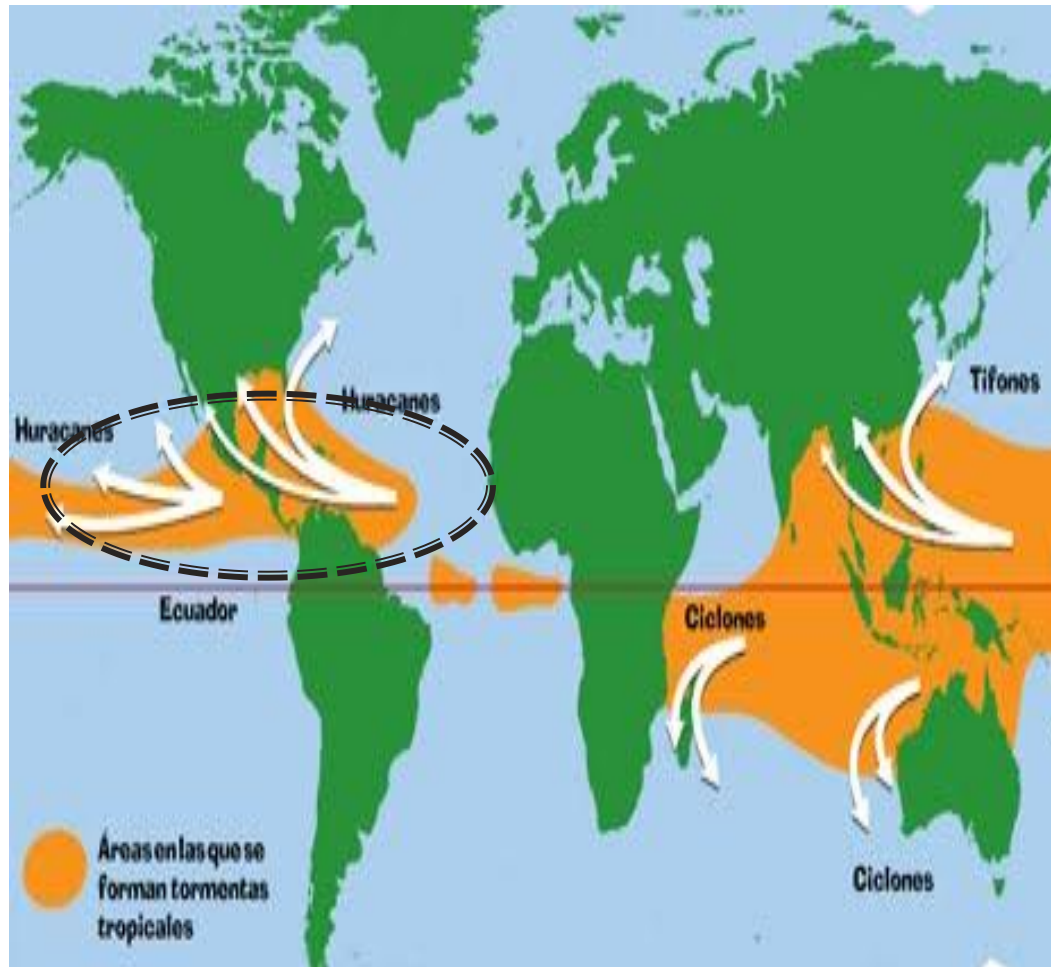 Huracanes
Huracanes
Tifones
Ecuador
Ciclones
Áreas en las que se
forman tormentas
tropicales
Ciclones